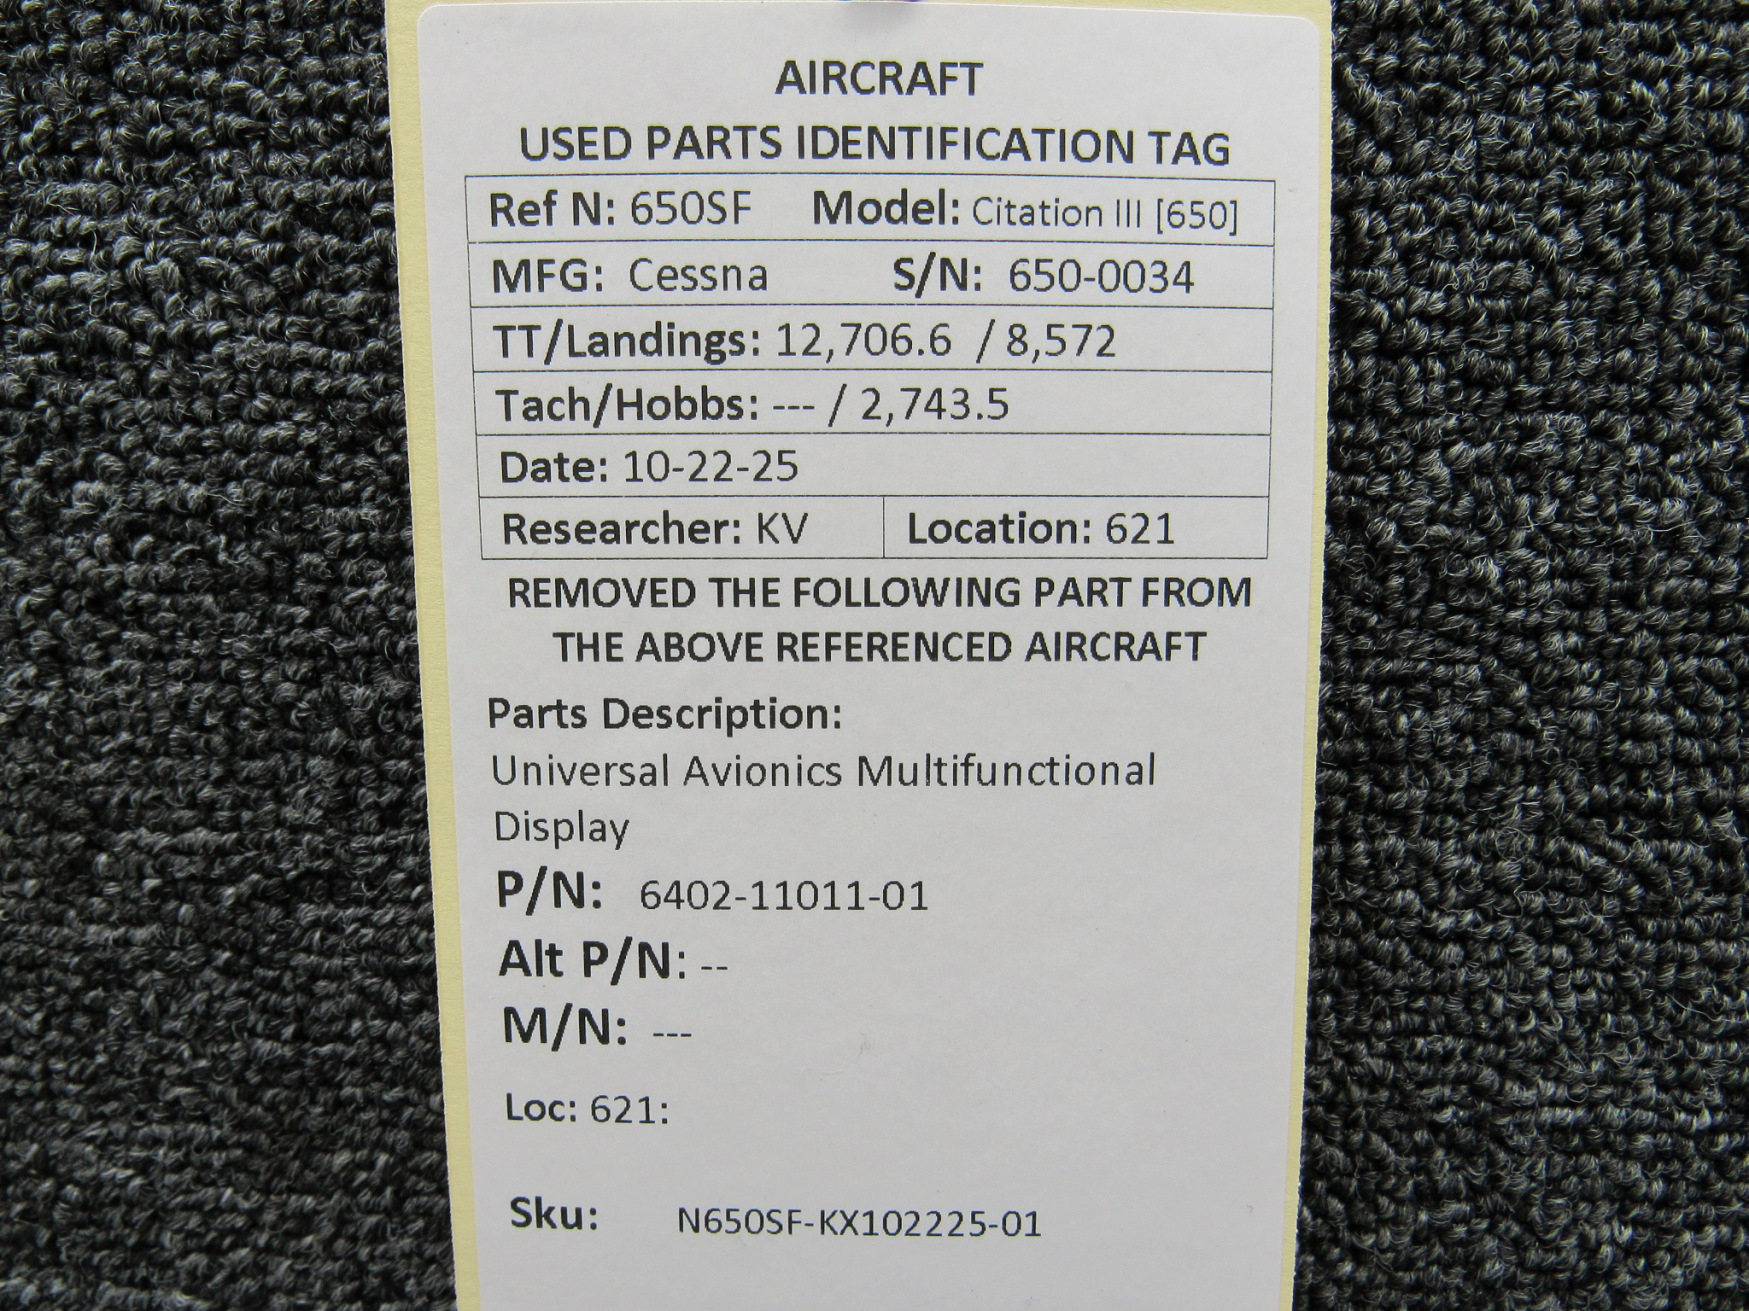 AIRCRAFT
USED PARTS IDENTIFICATION TAG
Ref N: 650SF Model: Citation III [650]
MFG: Cessna S/N: 650-0034
TT/Landings: 12,706.6 / 8,572
Tach/Hobbs: --- / 2,743.5
Date: 10-22-25
Researcher: KV Location: 621
REMOVED THE FOLLOWING PART FROM
THE ABOVE REFERENCED AIRCRAFT
Parts Description:
Universal Avionics Multifunctional
Display
P/N: 6402-11011-01
Alt P/N: --
M/N: ---
Loc: 621:
Sku: N650SF-KX102225-01